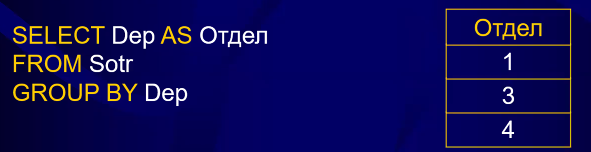 SELECT Dep AS Отдел
FROM Sotr
GROUP BY Dep
Отдел
1
3
4